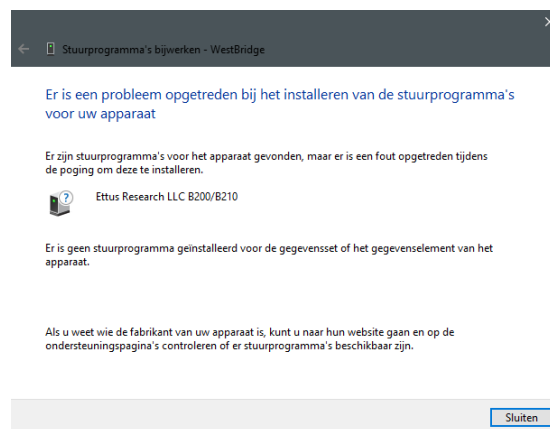 Stuurprogramma's bijwerken - WestBridge
Er is een probleem opgetreden bij het installeren van de stuurprogramma's
voor uw apparaat
Er zijn stuurprogramma's voor het apparaat gevonden, maar er is een fout opgetreden tijdens
de poging om deze te installeren.
Ettus Research LLC B200/B210
Er is geen stuurprogramma geïnstalleerd voor de gegevensset of het gegevenselement van het
apparaat.
Als u weet wie de fabrikant van uw apparaat is, kunt u naar hun website gaan en op de
ondersteuningspagina's controleren of er stuurprogramma's beschikbaar zijn.
Sluiten